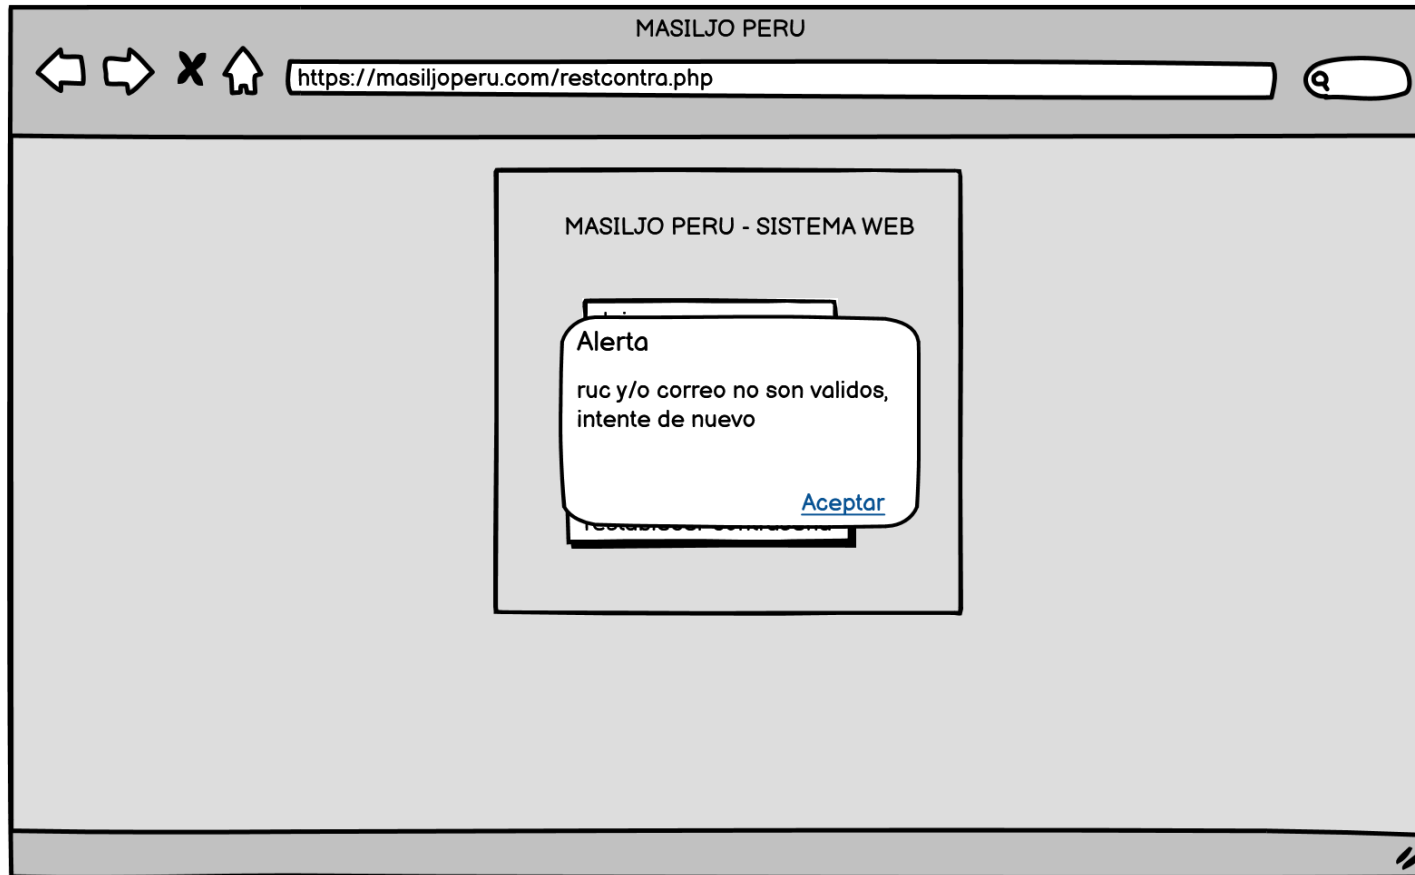 MASILJO PERU
https://masiljoperu.com/restcontra.php
MASILJO PERU - SISTEMA WEB
Alerta
ruc y/o correo no son validos,
intente de nuevo
Aceptar